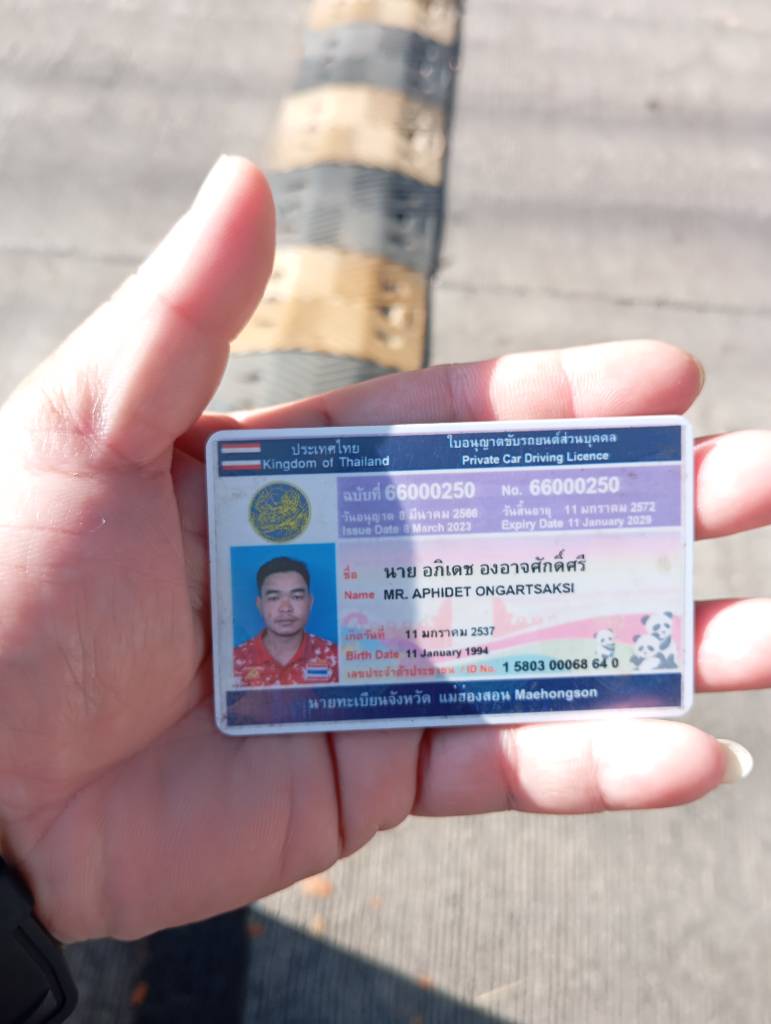 ประเทศไทย
Kingdom of Thailand
ใบอนุญาตขับรถยนต์ส่วนบุคคล
Private Car Driving Licence
ฉบับที่ 66000250
No. 66000250
วันอนุญาต 8 มีนาคม 2566
Issue Date 8 March 2023
วันสิ้นอายุ 11 มกราคม 2572
Expiry Date 11 January 2029
ชื่อ นาย อภิเดช องอาจศักดิ์ศรี
Name MR. APHIDET ONGARTSAKSI
เกิดวันที่ 11 มกราคม 2537
Birth Date 11 January 1994
เลขประจำตัวประชาชน / ID No. 1 5803 00068 64 0
นายทะเบียนจังหวัด แม่ฮ่องสอน Maehongson